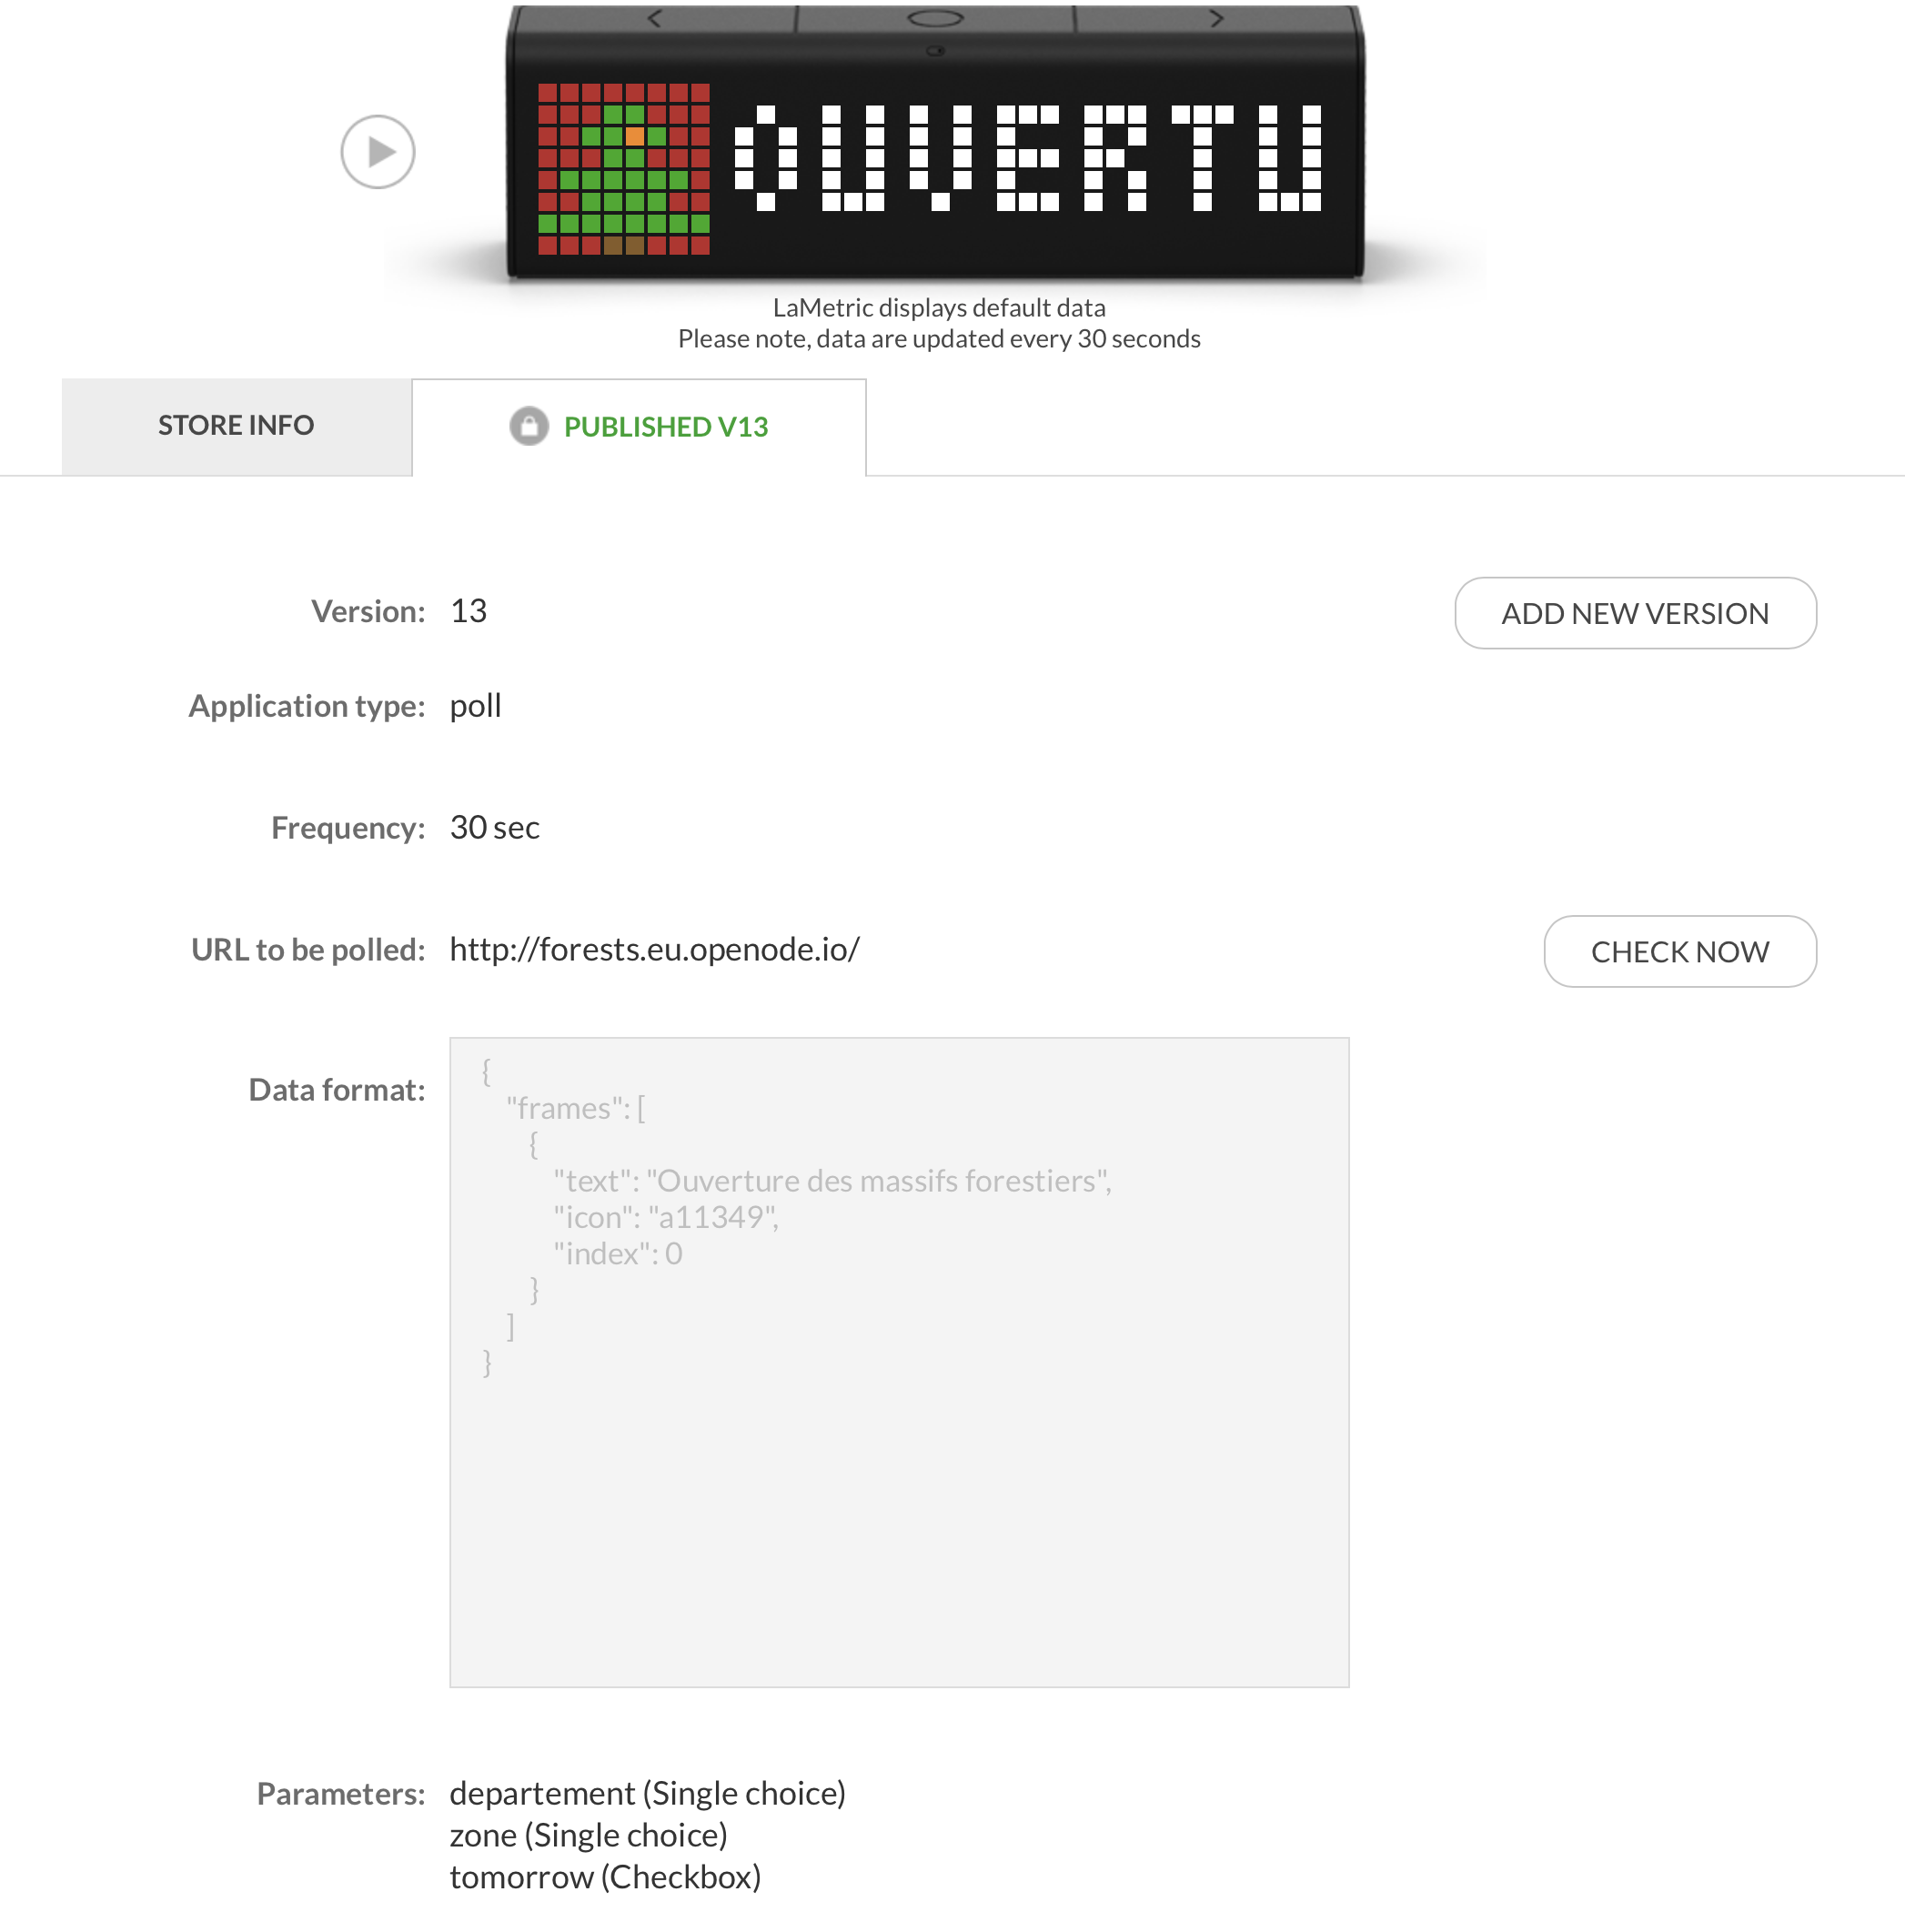 OUVERTU
LaMetric displays default data
Please note, data are updated every 30 seconds
STORE INFO
PUBLISHED V13
Version: 13
ADD NEW VERSION
Application type: poll
Frequency: 30 sec
URL to be polled: http://forests.eu.openode.io/
CHECK NOW
Data format:
{
"frames": [
{
"text": "Ouverture des massifs forestiers",
"icon": "a11349",
"index": 0
}
]
}
Parameters: departement (Single choice)
zone (Single choice)
tomorrow (Checkbox)